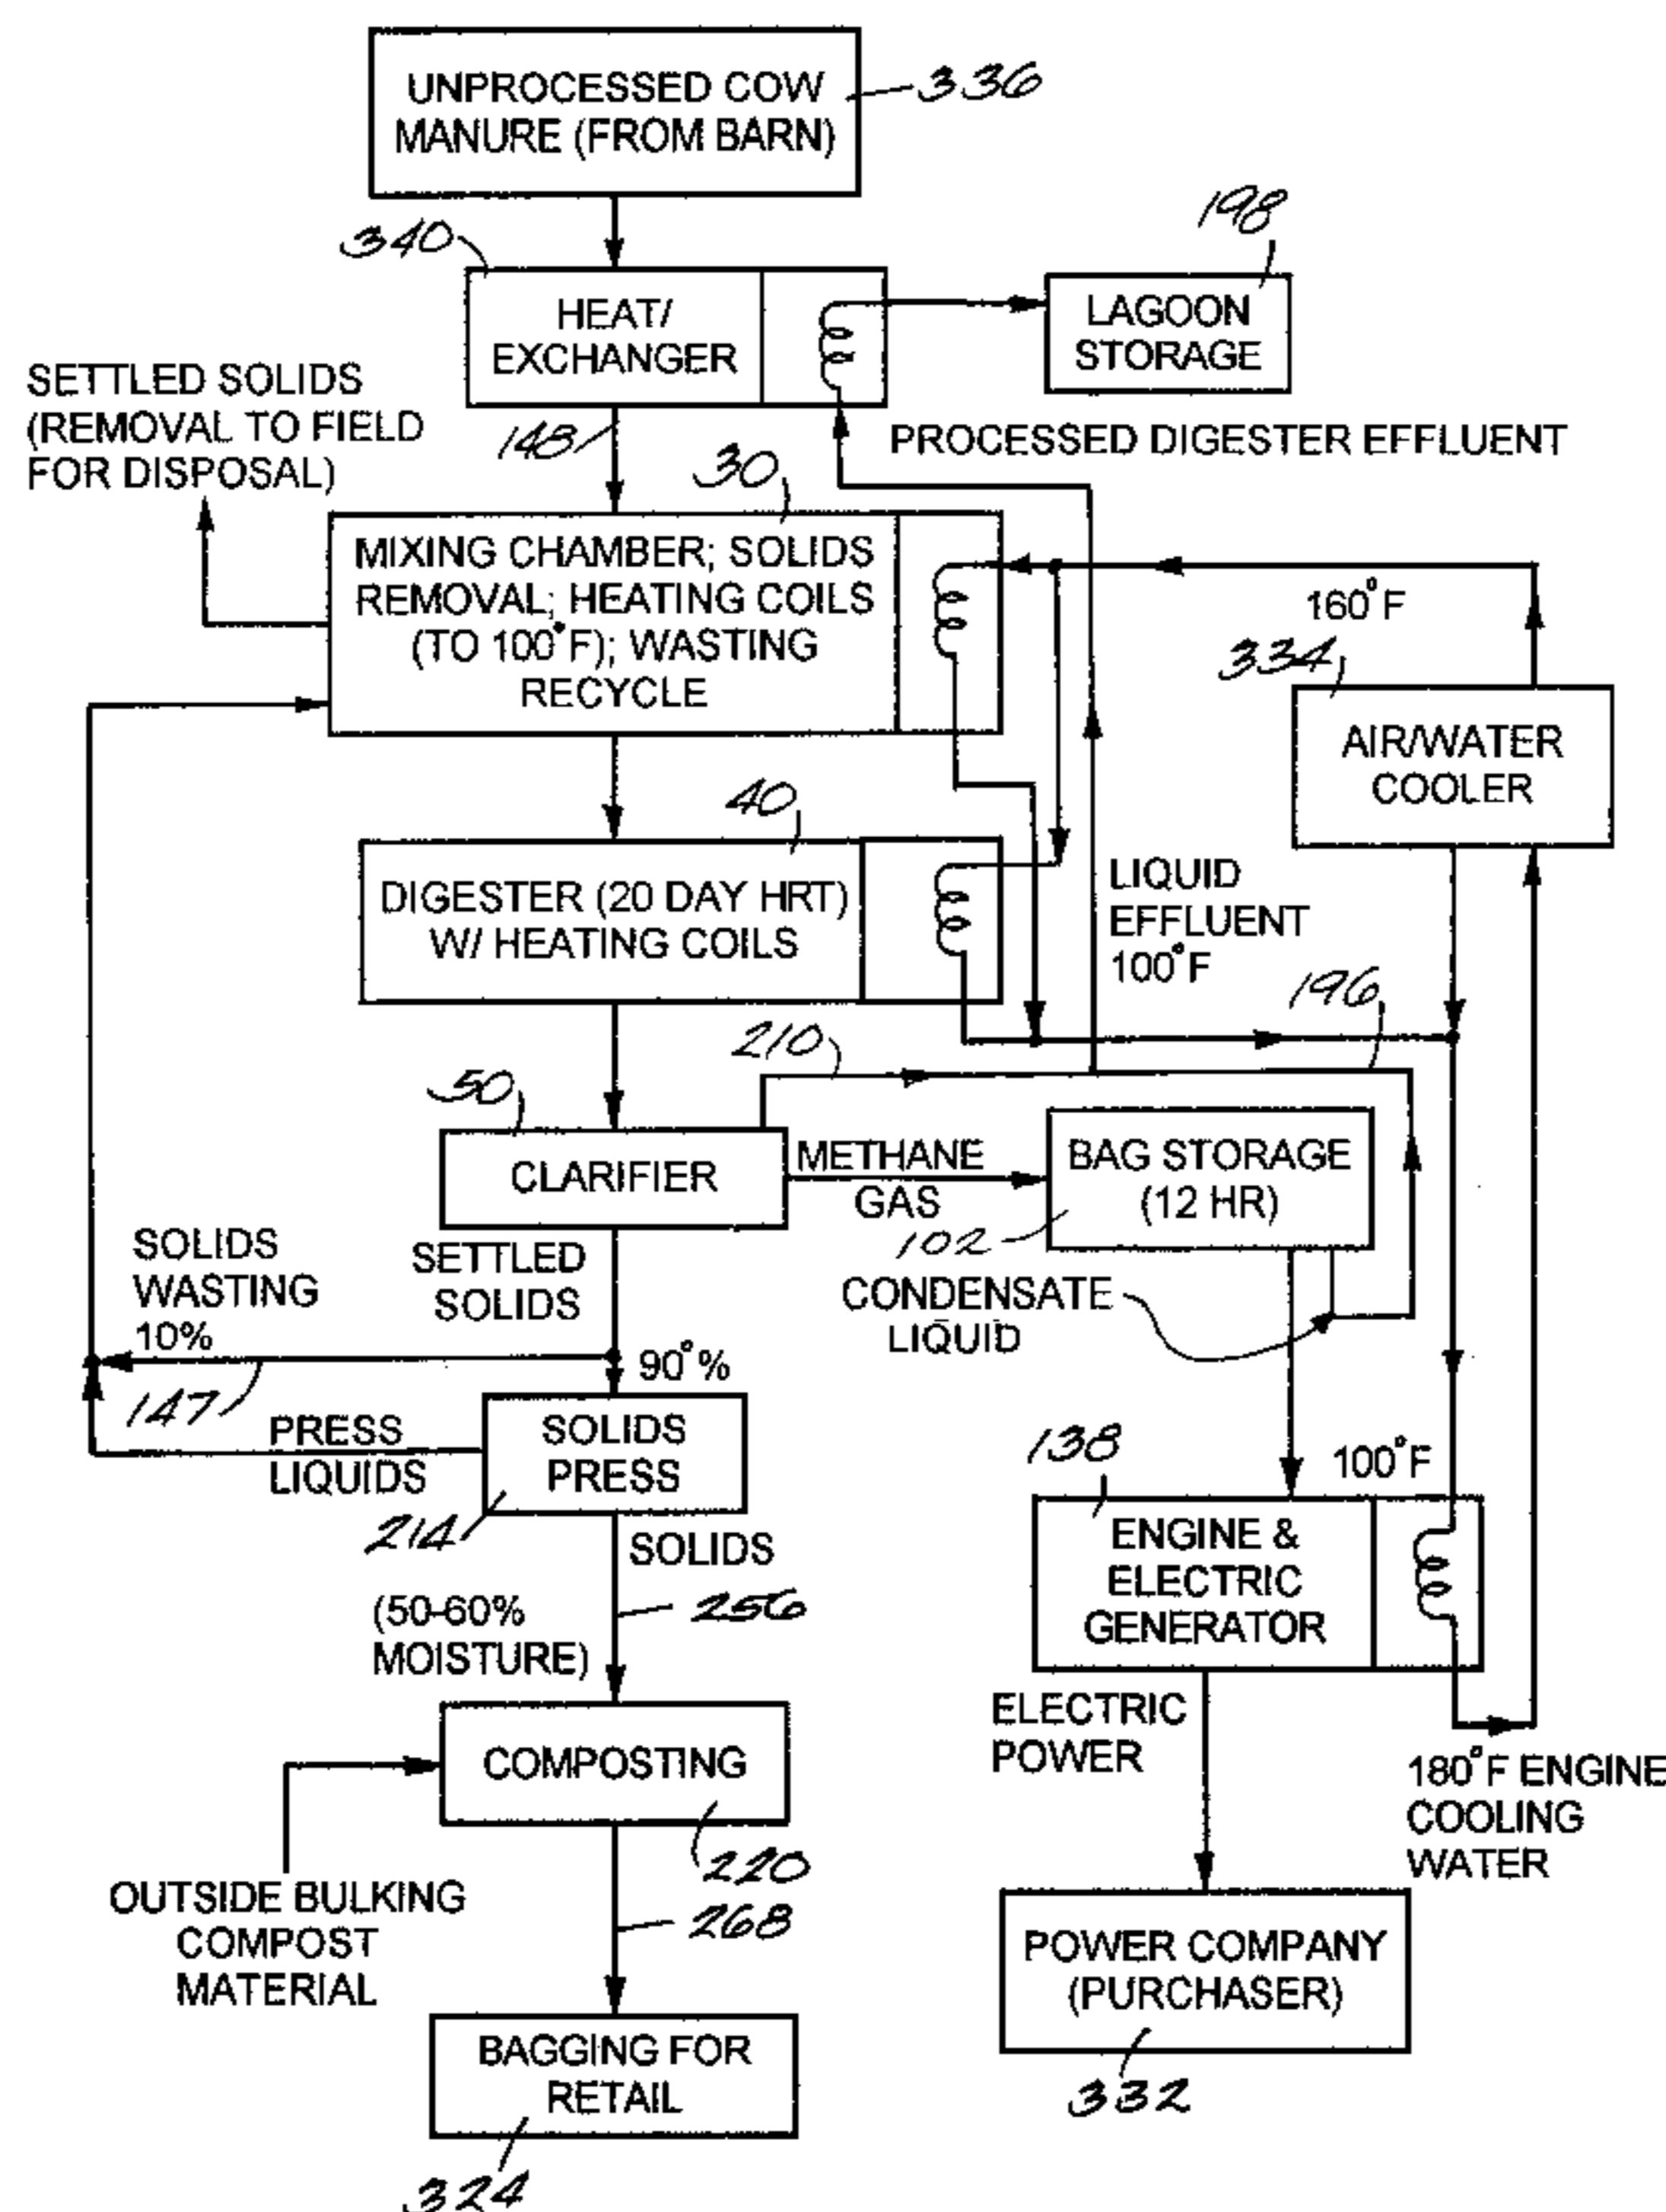 UNPROCESSED COW
MANURE (FROM BARN)
336
198
340
HEAT/
EXCHANGER
LAGOON
STORAGE
SETTLED SOLIDS
(REMOVAL TO FIELD
FOR DISPOSAL)
148
PROCESSED DIGESTER EFFLUENT
30
MIXING CHAMBER; SOLIDS
REMOVAL; HEATING COILS
(TO 100°F); WASTING
RECYCLE
160°F
334
AIR/WATER
COOLER
40
DIGESTER (20 DAY HRT)
W/ HEATING COILS
LIQUID
EFFLUENT
100°F
196
210
50
CLARIFIER
METHANE
GAS
BAG STORAGE
(12 HR)
102
SOLIDS
WASTING
10%
SETTLED
SOLIDS
CONDENSATE
LIQUID
90°%
147
PRESS
LIQUIDS
SOLIDS
PRESS
214
138
100°F
ENGINE &
ELECTRIC
GENERATOR
SOLIDS
(50-60%
MOISTURE)
256
ELECTRIC
POWER
180°F ENGINE
COOLING
WATER
COMPOSTING
220
OUTSIDE BULKING
COMPOST
MATERIAL
268
POWER COMPANY
(PURCHASER)
332
BAGGING FOR
RETAIL
324